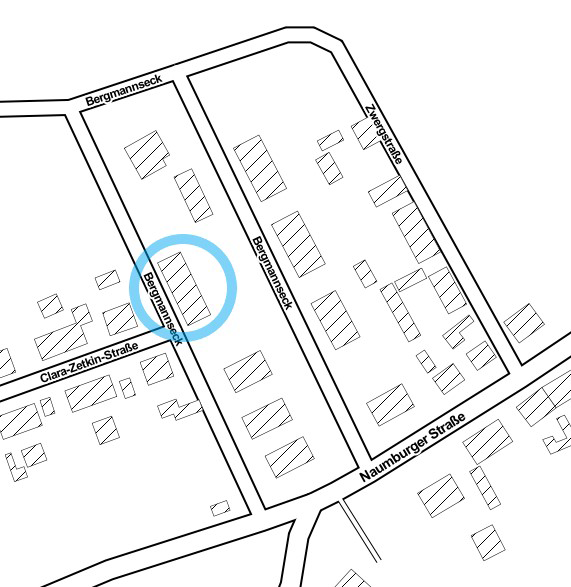 Bergmannseck
Zwergstraße
Bergmannseck
Bergmannseck
Clara-Zetkin-Straße
Naumburger Straße